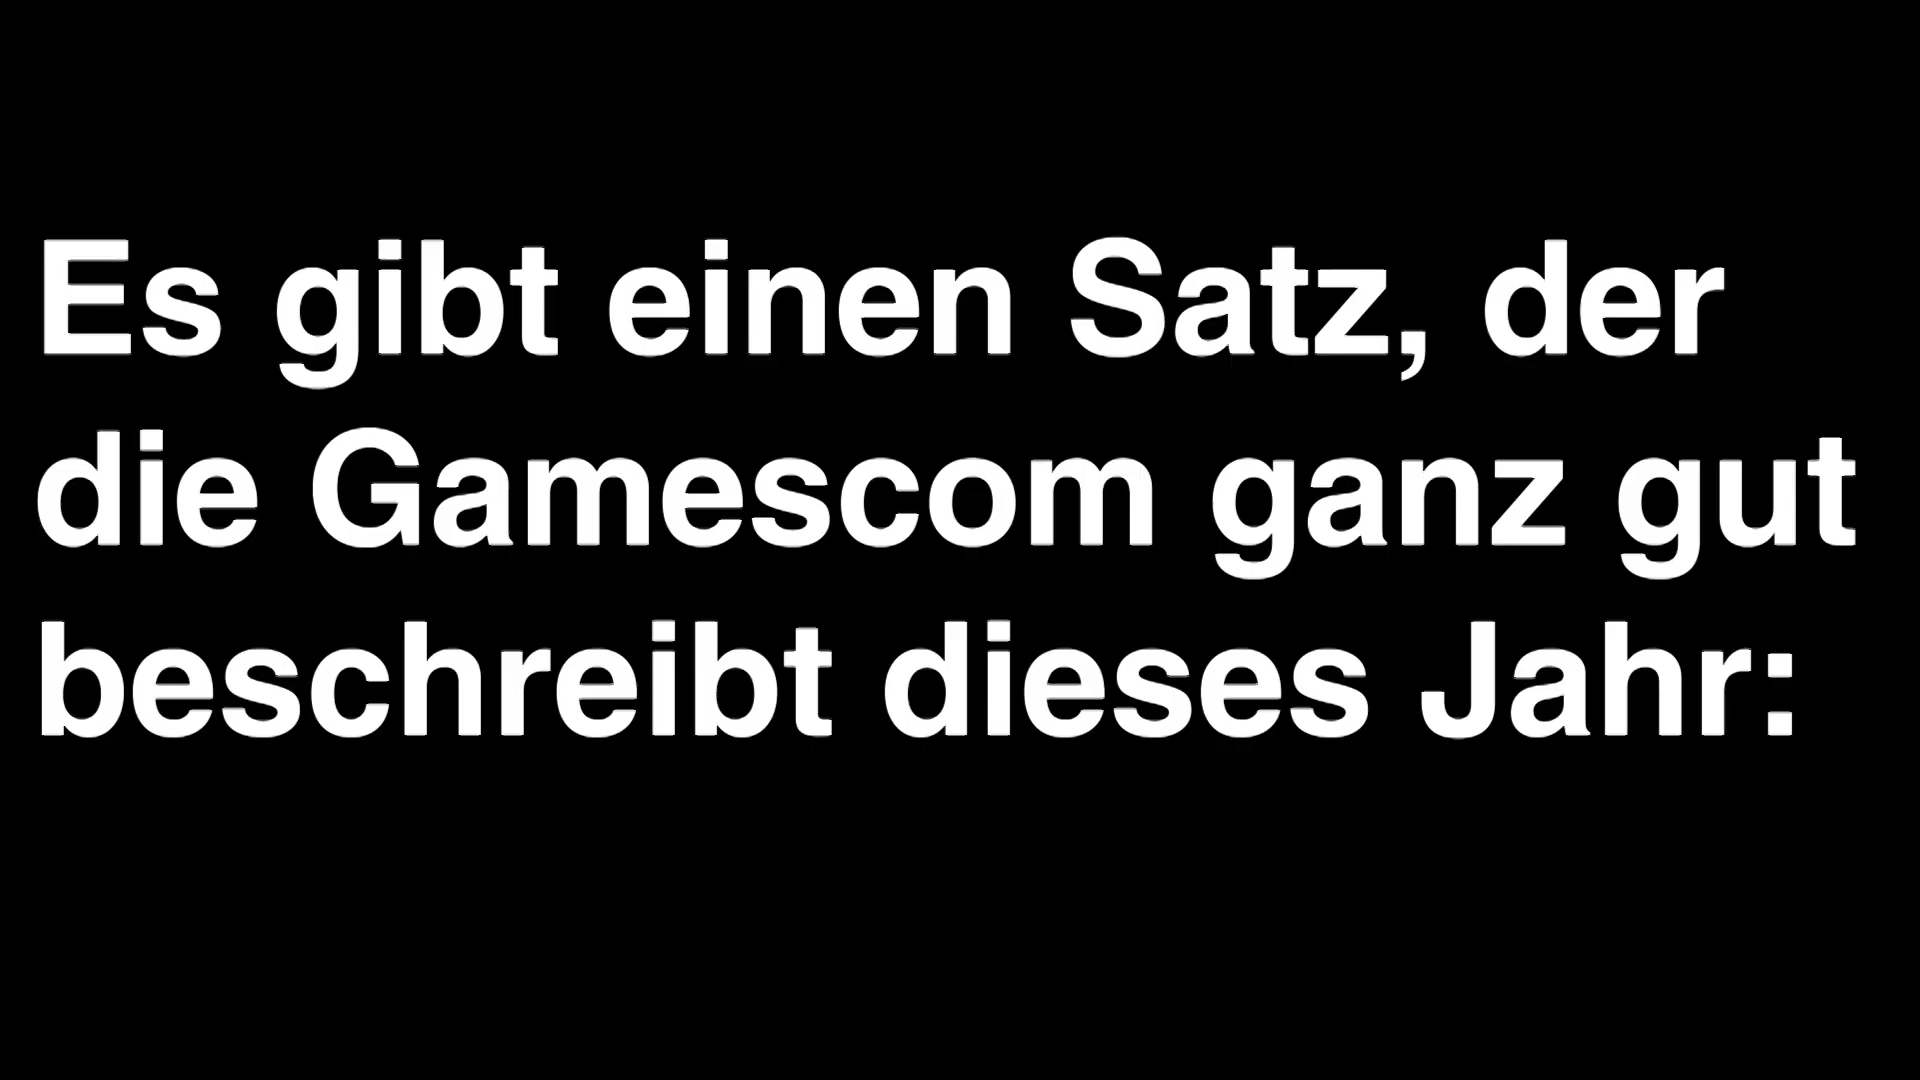 Es gibt einen Satz, der
die Gamescom ganz gut
beschreibt dieses Jahr: